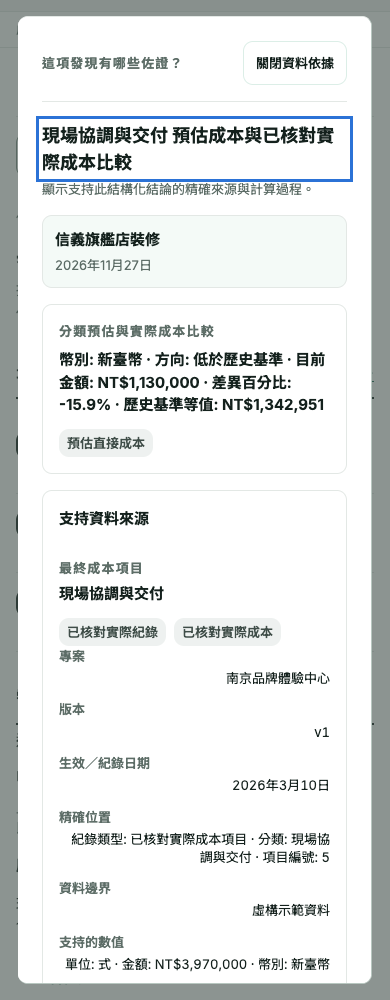 這項發現有哪些佐證？
關閉資料依據
現場協調與交付 預估成本與已核對實
際成本比較
顯示支持此結構化結論的精確來源與計算過程。
信義旗艦店裝修
2026年11月27日
分類預估與實際成本比較
幣別: 新臺幣 · 方向: 低於歷史基準 · 目前
金額: NT$1,130,000 · 差異百分比:
-15.9% · 歷史基準等值: NT$1,342,951
預估直接成本
支持資料來源
最終成本項目
現場協調與交付
已核對實際紀錄
已核對實際成本
專案
南京品牌體驗中心
版本
v1
生效／紀錄日期
2026年3月10日
精確位置
紀錄類型: 已核對實際成本項目 · 分類: 現場協
調與交付 · 項目編號: 5
資料邊界
虛構示範資料
支持的數值
單位: 式 · 金額: NT$3,970,000 · 幣別: 新臺幣